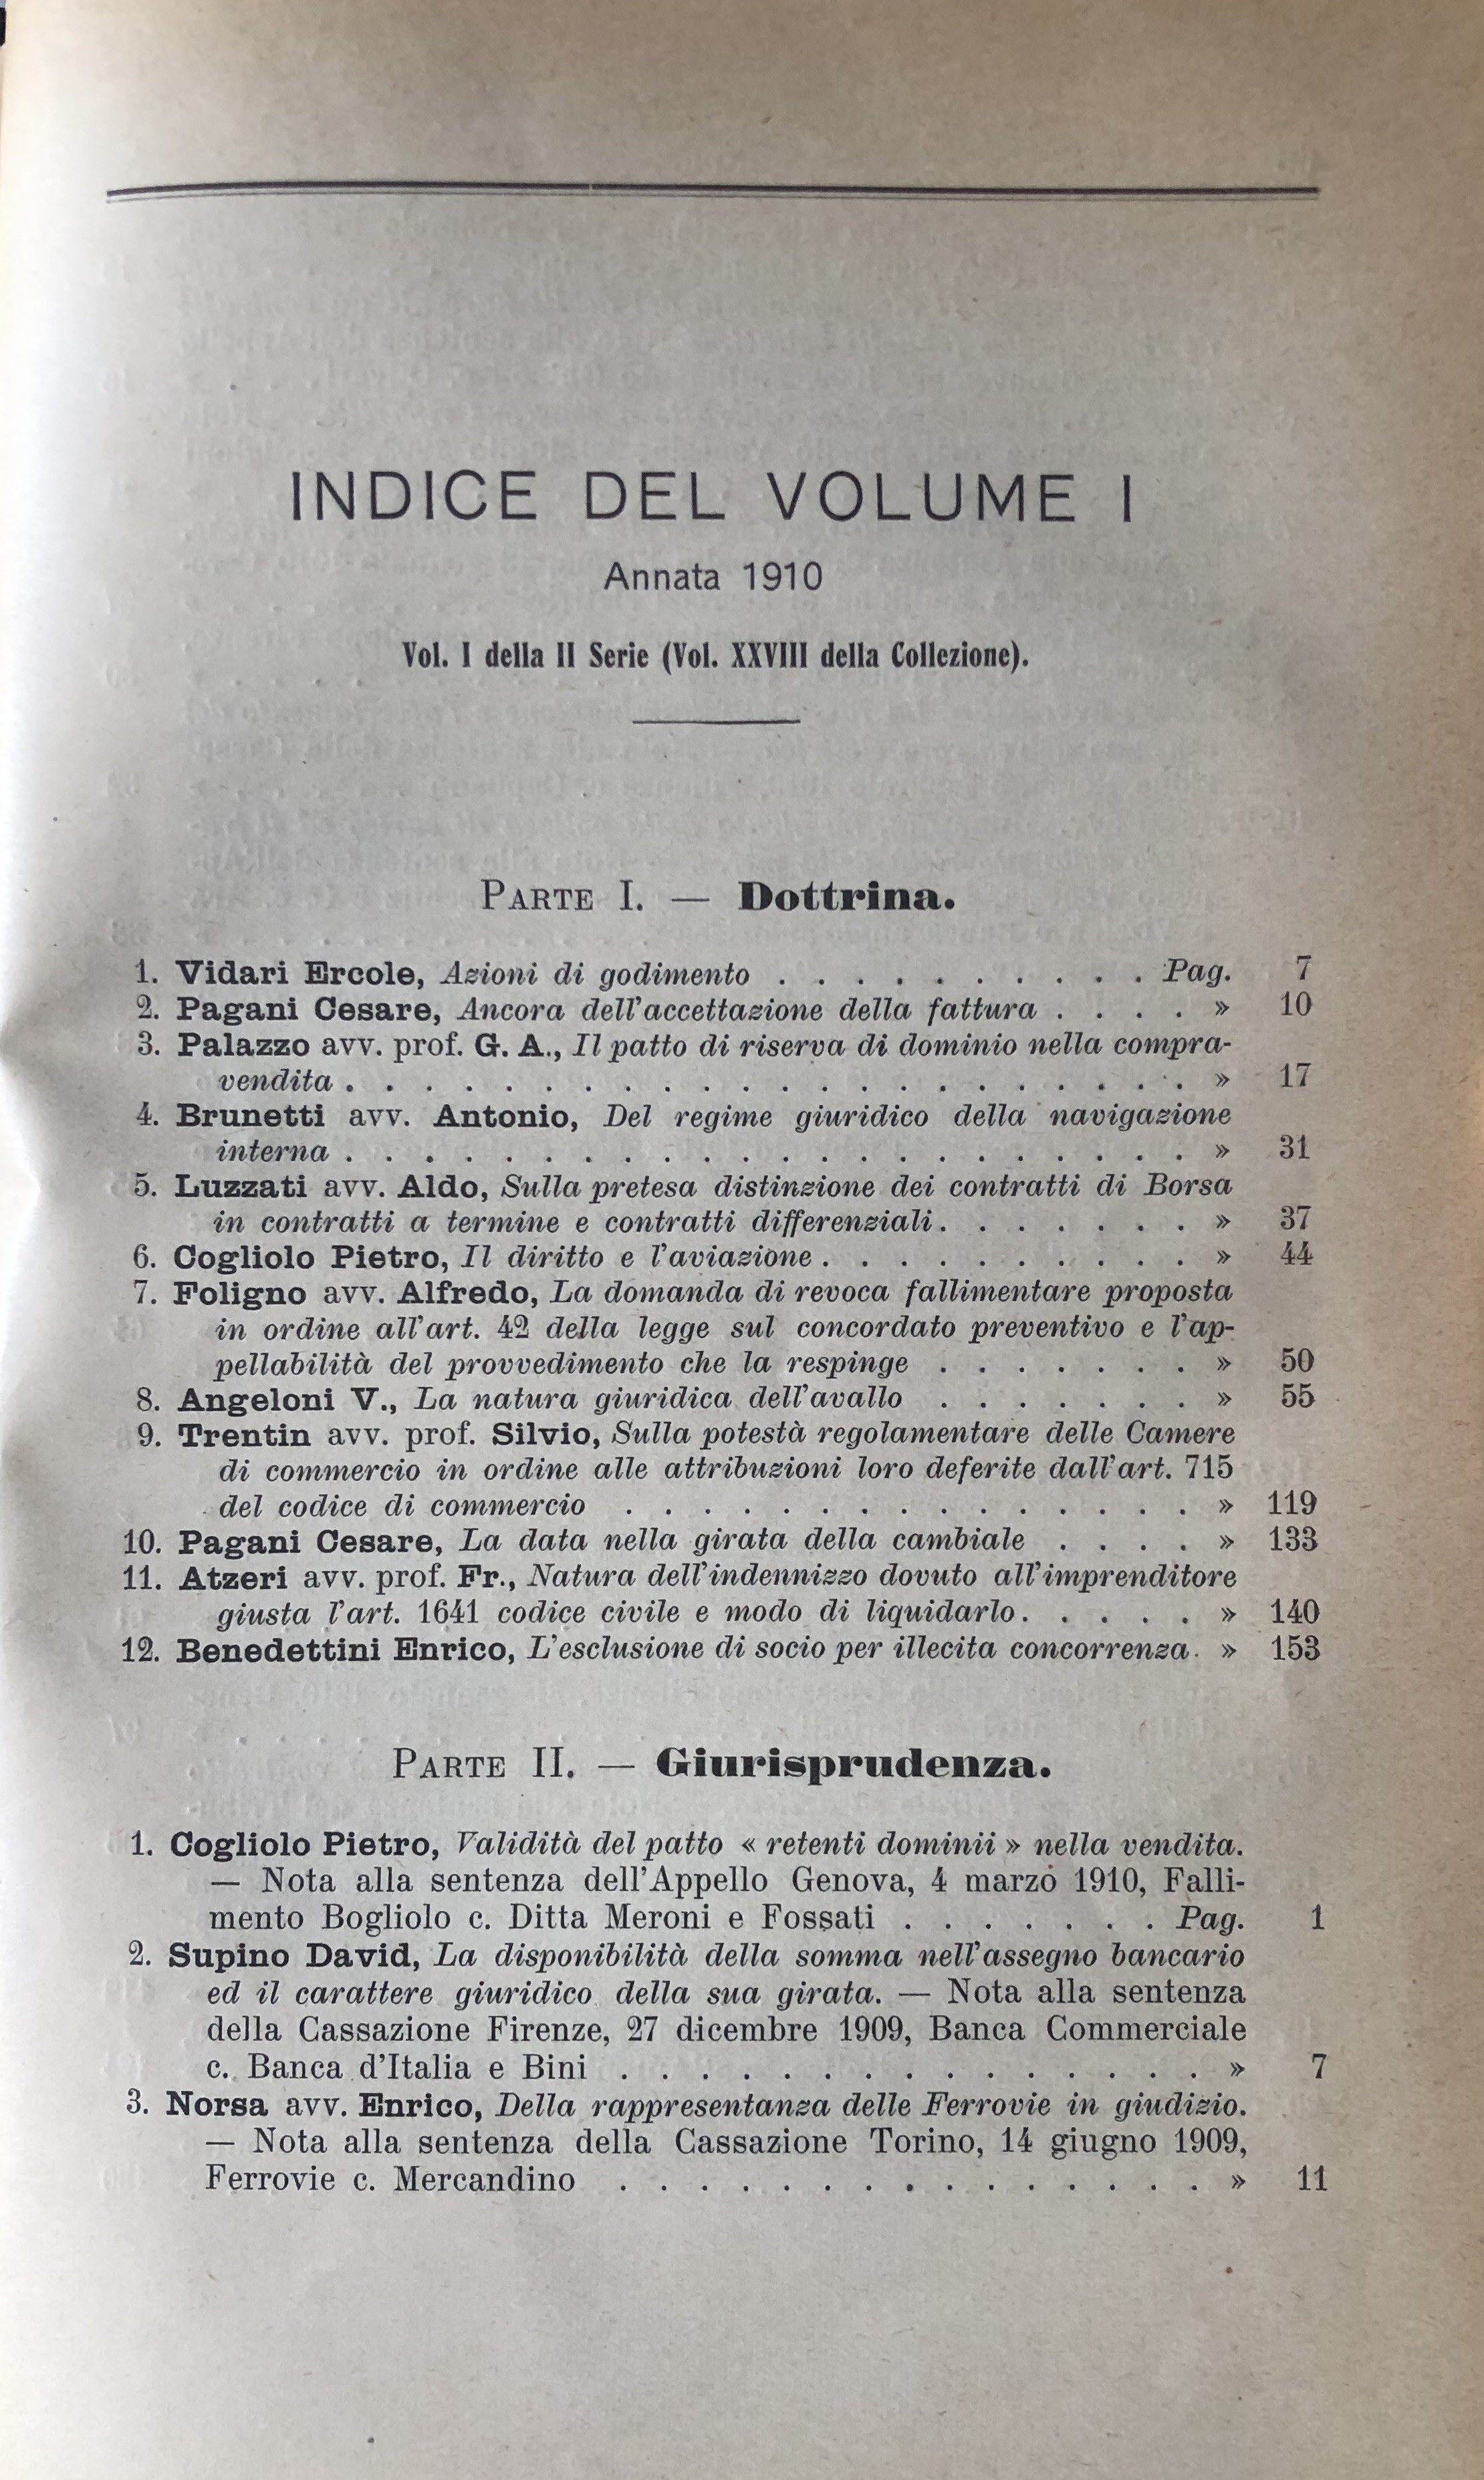 INDICE DEL VOLUME I
Annata 1910
Vol. I della II Serie (Vol. XXVIII della Collezione).
PARTE I. — Dottrina.
1. Vidari Ercole, Azioni di godimento . . . . . . . . . . Pag. 7
2. Pagani Cesare, Ancora dell'accettazione della fattura . . . . » 10
3. Palazzo avv. prof. G. A., Il patto di riserva di dominio nella compra-
vendita . . . . . . . . . . . . . . . . . . . . . . » 17
4. Brunetti avv. Antonio, Del regime giuridico della navigazione
interna . . . . . . . . . . . . . . . . . . . . . . » 31
5. Luzzati avv. Aldo, Sulla pretesa distinzione dei contratti di Borsa
in contratti a termine e contratti differenziali . . . . . . . » 37
6. Cogliolo Pietro, Il diritto e l'aviazione . . . . . . . . . . » 44
7. Foligno avv. Alfredo, La domanda di revoca fallimentare proposta
in ordine all'art. 42 della legge sul concordato preventivo e l'ap-
pellabilità del provvedimento che la respinge . . . . . . . » 50
8. Angeloni V., La natura giuridica dell'avallo . . . . . . . » 55
9. Trentin avv. prof. Silvio, Sulla potestà regolamentare delle Camere
di commercio in ordine alle attribuzioni loro deferite dall'art. 715
del codice di commercio . . . . . . . . . . . . . . . » 119
10. Pagani Cesare, La data nella girata della cambiale . . . . » 133
11. Atzeri avv. prof. Fr., Natura dell'indennizzo dovuto all'imprenditore
giusta l'art. 1641 codice civile e modo di liquidarlo . . . . . » 140
12. Benedettini Enrico, L'esclusione di socio per illecita concorrenza . » 153
PARTE II. — Giurisprudenza.
1. Cogliolo Pietro, Validità del patto « retenti dominii » nella vendita.
— Nota alla sentenza dell'Appello Genova, 4 marzo 1910, Falli-
mento Bogliolo c. Ditta Meroni e Fossati . . . . . . . Pag. 1
2. Supino David, La disponibilità della somma nell'assegno bancario
ed il carattere giuridico della sua girata. — Nota alla sentenza
della Cassazione Firenze, 27 dicembre 1909, Banca Commerciale
c. Banca d'Italia e Bini . . . . . . . . . . . . . . . » 7
3. Norsa avv. Enrico, Della rappresentanza delle Ferrovie in giudizio.
— Nota alla sentenza della Cassazione Torino, 14 giugno 1909,
Ferrovie c. Mercandino . . . . . . . . . . . . . . . » 11